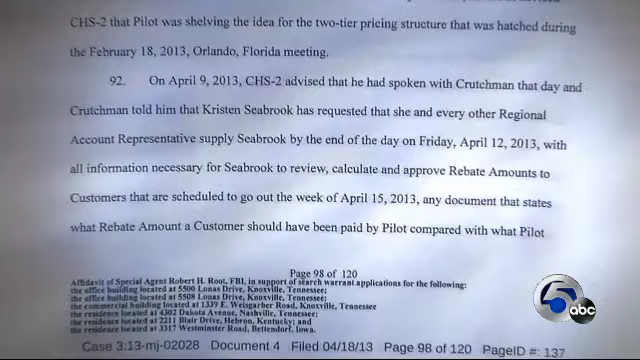 CHS-2 that Pilot was shelving the idea for the two-tier pricing structure that was hatched during
the February 18, 2013, Orlando, Florida meeting.
92. On April 9, 2013, CHS-2 advised that he had spoken with Crutchman that day and
Crutchman told him that Kristen Seabrook has requested that she and every other Regional
Account Representative supply Seabrook by the end of the day on Friday, April 12, 2013, with
all information necessary for Seabrook to review, calculate and approve Rebate Amounts to
Customers that are scheduled to go out the week of April 15, 2013, any document that states
what Rebate Amount a Customer should have been paid by Pilot compared with what Pilot
Page 98 of 120
Affidavit of Special Agent Robert H. Root, FBI, in support of search warrant applications for the following:
the office building located at 5500 Lonas Drive, Knoxville, Tennessee;
the office building located at 5508 Lonas Drive, Knoxville, Tennessee;
the commercial building located at 1339 E. Weisgarber Road, Knoxville, Tennessee
the residence located at 4302 Dakota Avenue, Nashville, Tennessee;
the residence located at 2211 Blair Drive, Hebron, Kentucky; and
the residence located at 3317 Westminster Road, Bettendorf, Iowa.
Case 3:13-mj-02028 Document 4 Filed 04/18/13 Page 98 of 120 PageID #: 137
5 abc